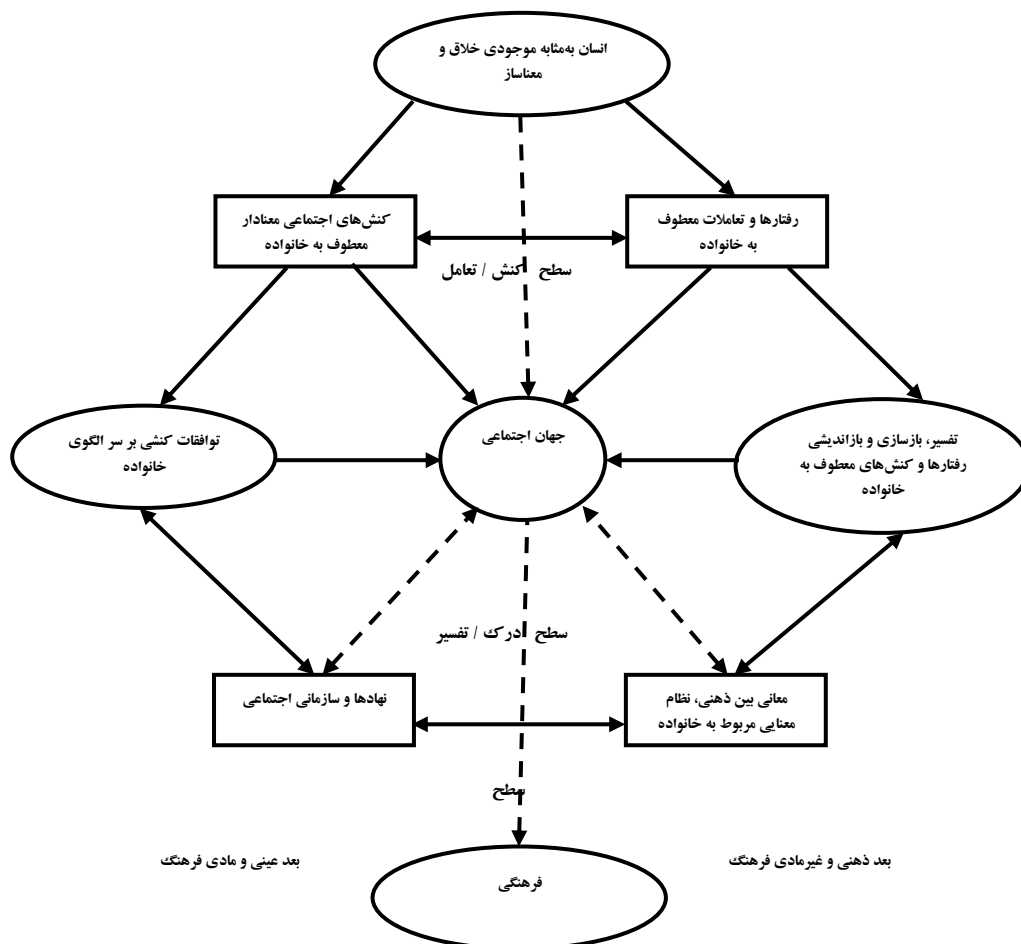 انسان به‌مثابه موجودی خلاق و
معناساز
رفتارها و تعاملات معطوف
به خانواده
کنش‌های اجتماعی معنادار
معطوف به خانواده
سطح کنش / تعامل
تفسیر، بازسازی و بازاندیشی
رفتارها و کنش‌های معطوف به
خانواده
جهان اجتماعی
توافقات کنشی بر سر الگوی
خانواده
سطح درک / تفسیر
معانی بین ذهنی، نظام
معنایی مربوط به خانواده
نهادها و سازمانی اجتماعی
سطح
بعد ذهنی و غیرمادی فرهنگ
بعد عینی و مادی فرهنگ
فرهنگی